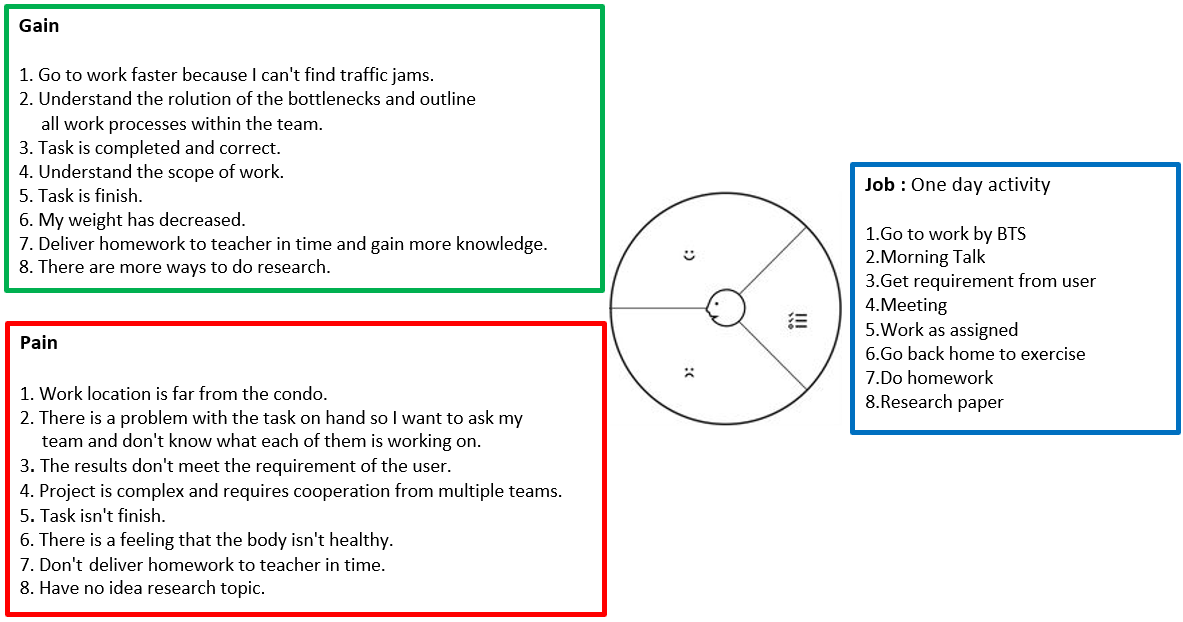 Gain
1. Go to work faster because I can't find traffic jams.
2. Understand the rolution of the bottlenecks and outline
all work processes within the team.
3. Task is completed and correct.
4. Understand the scope of work.
5. Task is finish.
6. My weight has decreased.
7. Deliver homework to teacher in time and gain more knowledge.
8. There are more ways to do research.
Pain
1. Work location is far from the condo.
2. There is a problem with the task on hand so I want to ask my
team and don't know what each of them is working on.
3. The results don't meet the requirement of the user.
4. Project is complex and requires cooperation from multiple teams.
5. Task isn't finish.
6. There is a feeling that the body isn't healthy.
7. Don't deliver homework to teacher in time.
8. Have no idea research topic.
Job : One day activity
1.Go to work by BTS
2.Morning Talk
3.Get requirement from user
4.Meeting
5.Work as assigned
6.Go back home to exercise
7.Do homework
8.Research paper